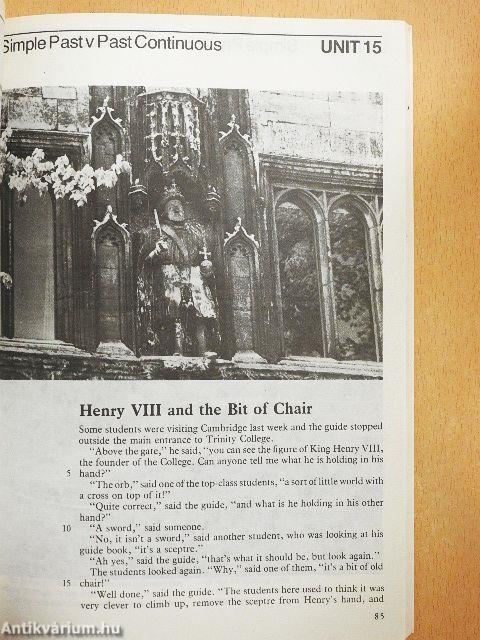 Simple Past v Past Continuous UNIT 15
Henry VIII and the Bit of Chair
Some students were visiting Cambridge last week and the guide stopped
outside the main entrance to Trinity College.
"Above the gate," he said, "you can see the figure of King Henry VIII,
the founder of the College. Can anyone tell me what he is holding in his
5 hand?"
"The orb," said one of the top-class students, "a sort of little world with
a cross on top of it!"
"Quite correct," said the guide, "and what is he holding in his other
hand?"
10 "A sword," said someone.
"No, it isn't a sword," said another student, who was looking at his
guide book, "it's a sceptre."
"Ah yes," said the guide, "that's what it should be, but look again."
The students looked again. "Why," said one of them, "it's a bit of old
15 chair!"
"Well done," said the guide. "The students here used to think it was
very clever to climb up, remove the sceptre from Henry's hand, and
85
Antikvárium.hu